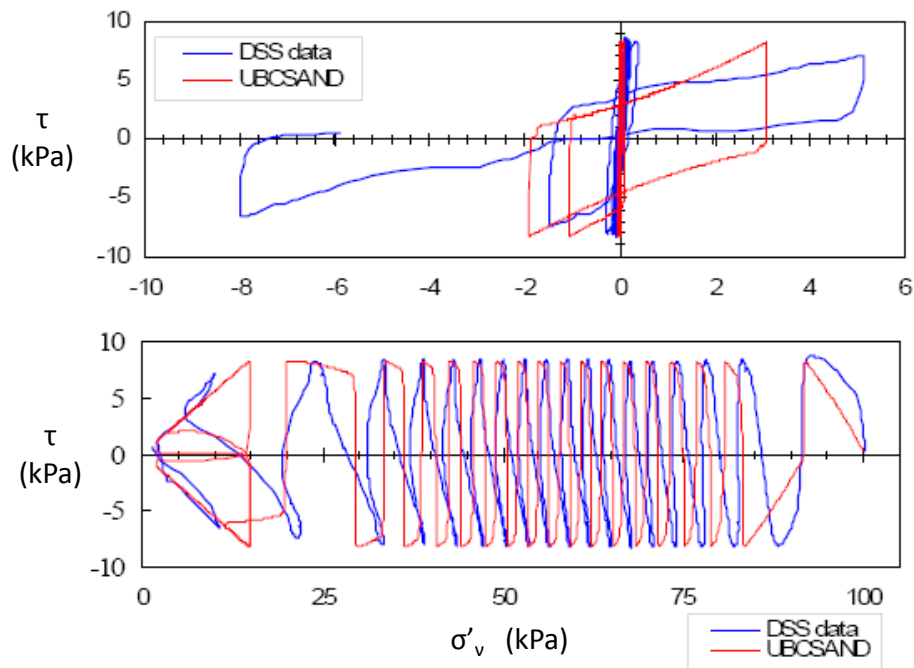 10
DSS data
UBCSAND
5
τ
(kPa)
0
-5
-10
-10 -8 -6 -4 -2 0 2 4 6
10
5
τ
(kPa)
0
-5
-10
0 25 50 75 100
σ'ᵥ (kPa)
DSS data
UBCSAND